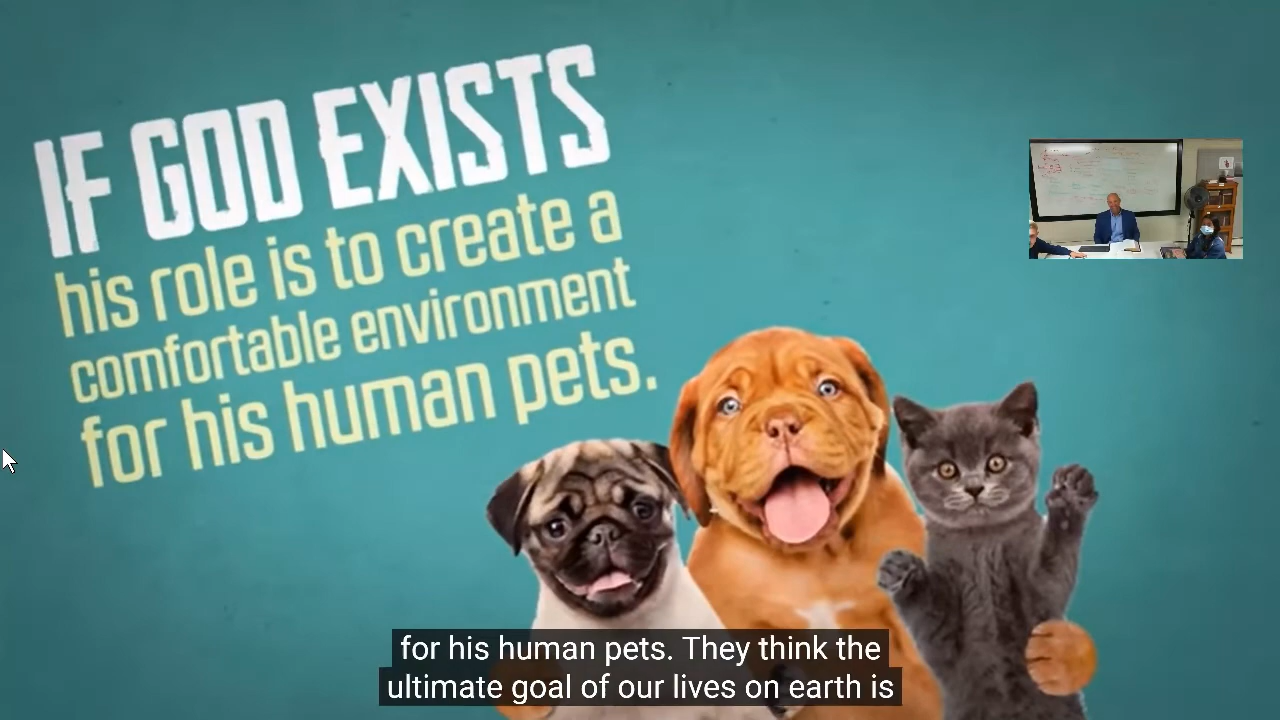 IF GOD EXISTS
his role is to create a
comfortable environment
for his human pets.
for his human pets. They think the
ultimate goal of our lives on earth is